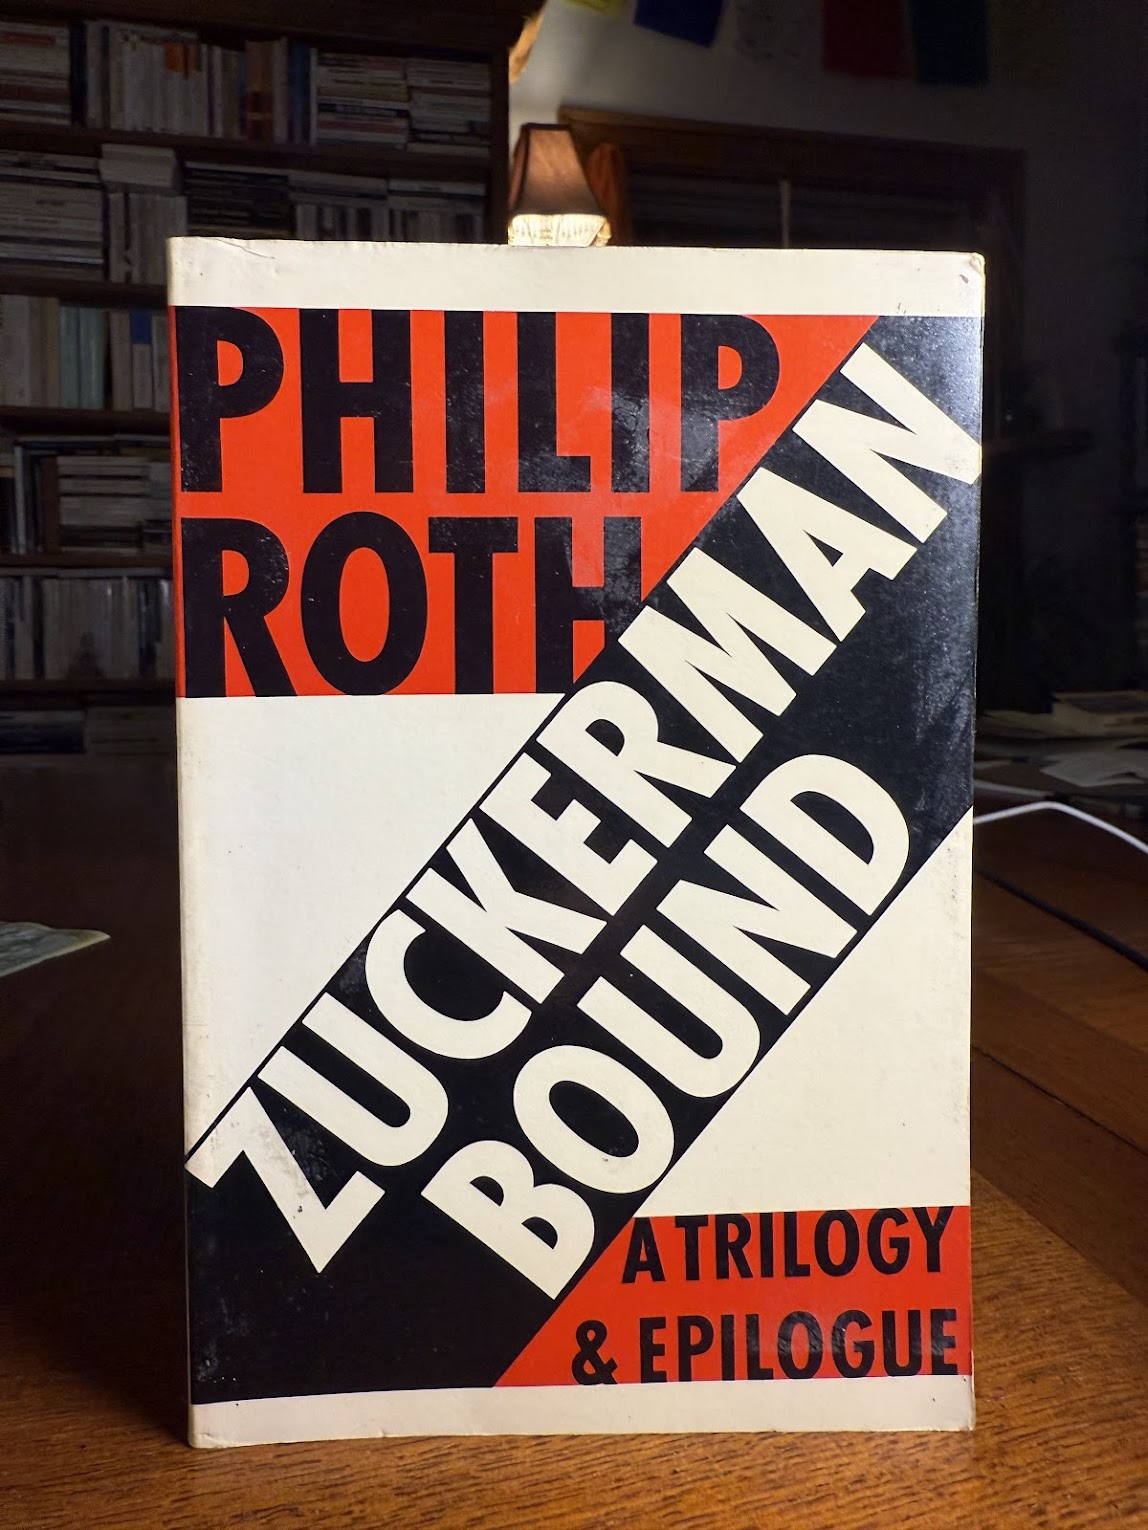 PHILIP
ROTH
ZUCKERMAN
BOUND
A TRILOGY
& EPILOGUE